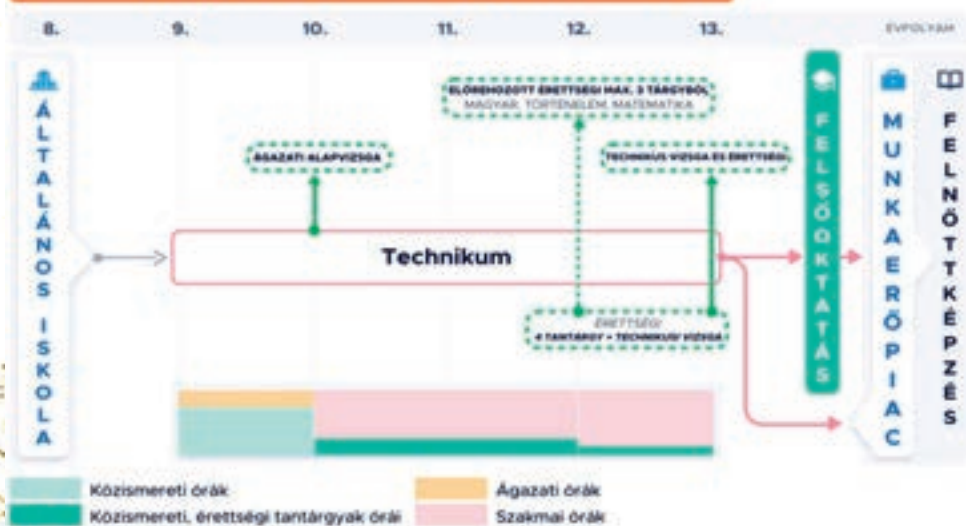 8. 9. 10. 11. 12. 13. ÉVFOLYAM
ÁLTALÁNOS ISKOLA
ELŐREHOZOTT ÉRETTSÉGI MAX. 3 TÁRGYBÓL
MAGYAR, TÖRTÉNELEM, MATEMATIKA
ÁGAZATI ALAPVIZSGA
TECHNIKUS VIZSGA ÉS ÉRETTSÉGI
Technikum
ÉRETTSÉGI
4 TANTÁRGY + TECHNIKUSI VIZSGA
FELSŐOKTATÁS
MUNKAERŐPIAC
FELNŐTTKÉPZÉS
Közismereti órák
Ágazati órák
Közismereti, érettségi tantárgyak órái
Szakmai órák